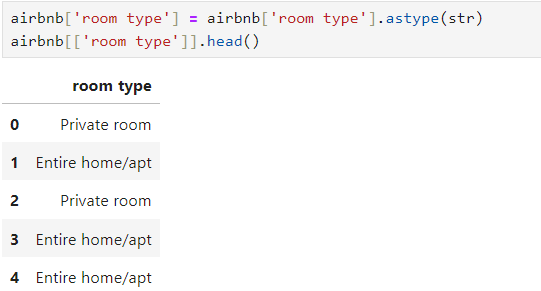 airbnb['room type'] = airbnb['room type'].astype(str)
airbnb[['room type']].head()
room type
0 Private room
1 Entire home/apt
2 Private room
3 Entire home/apt
4 Entire home/apt